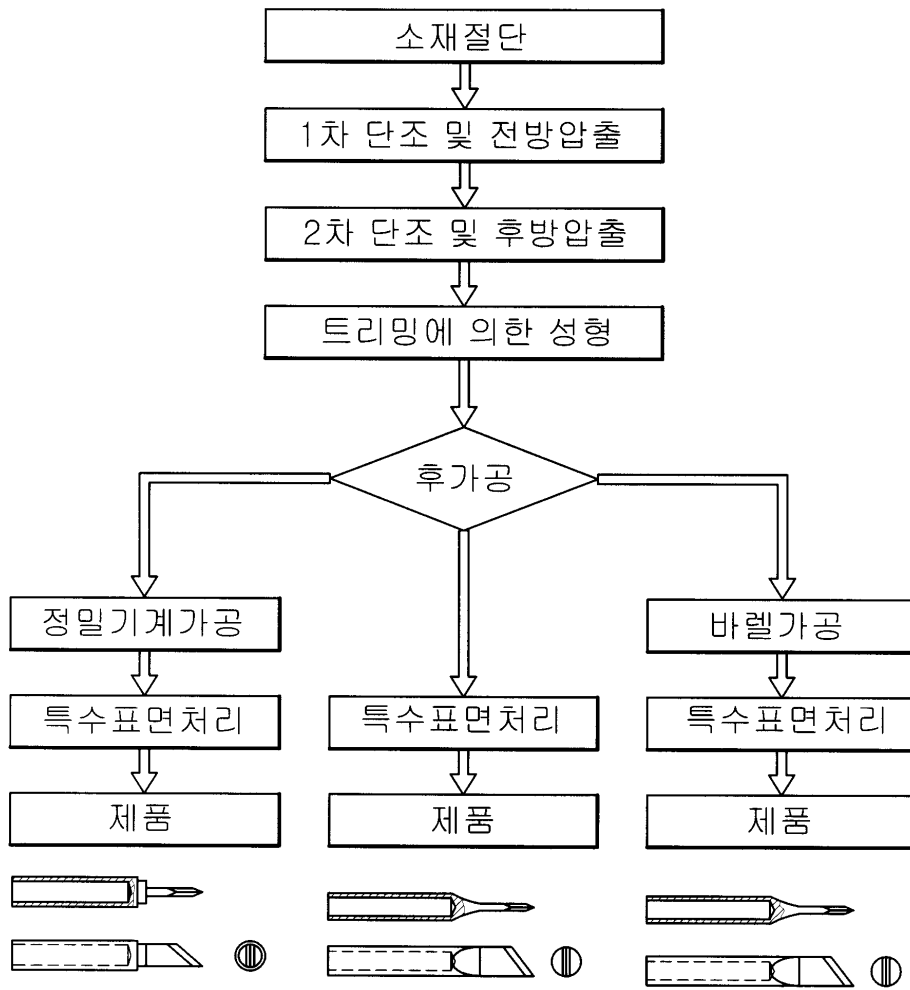 소재절단
1차 단조 및 전방압출
2차 단조 및 후방압출
트리밍에 의한 성형
후가공
정밀기계가공
바렐가공
특수표면처리
특수표면처리
특수표면처리
제품
제품
제품